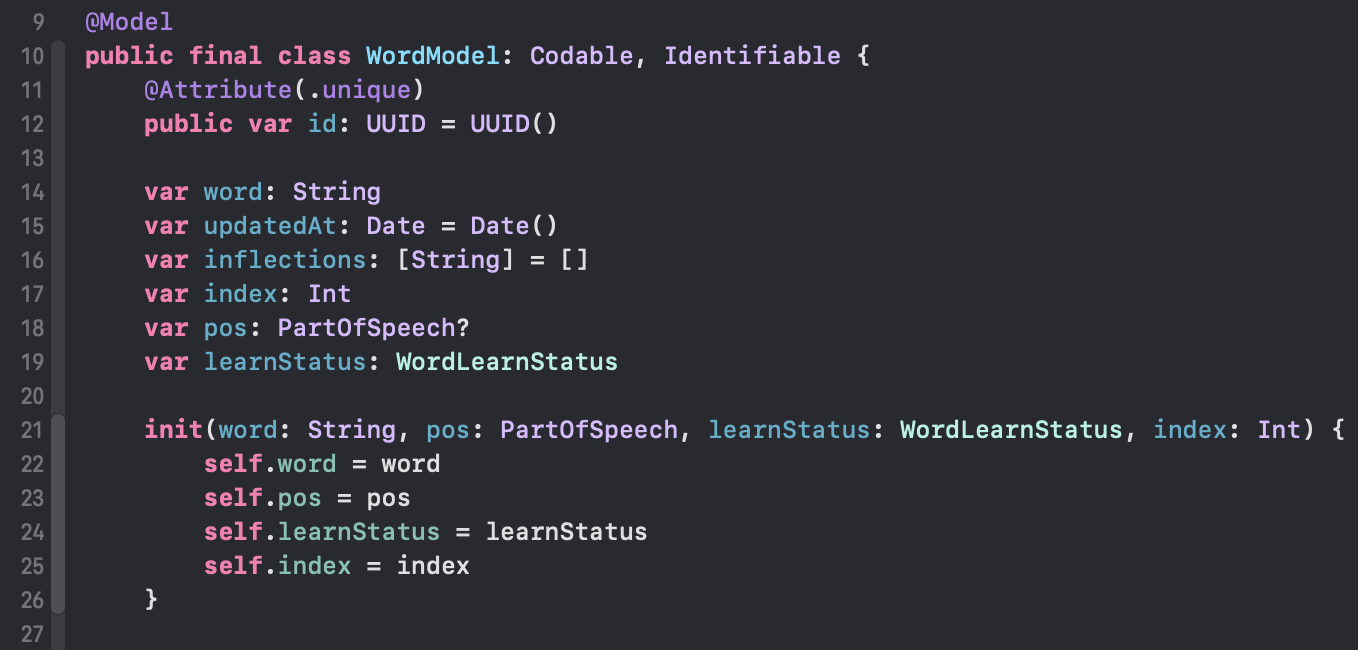 9 @Model
10 public final class WordModel: Codable, Identifiable {
11 @Attribute(.unique)
12 public var id: UUID = UUID()
13
14 var word: String
15 var updatedAt: Date = Date()
16 var inflections: [String] = []
17 var index: Int
18 var pos: PartOfSpeech?
19 var learnStatus: WordLearnStatus
20
21 init(word: String, pos: PartOfSpeech, learnStatus: WordLearnStatus, index: Int) {
22 self.word = word
23 self.pos = pos
24 self.learnStatus = learnStatus
25 self.index = index
26 }
27